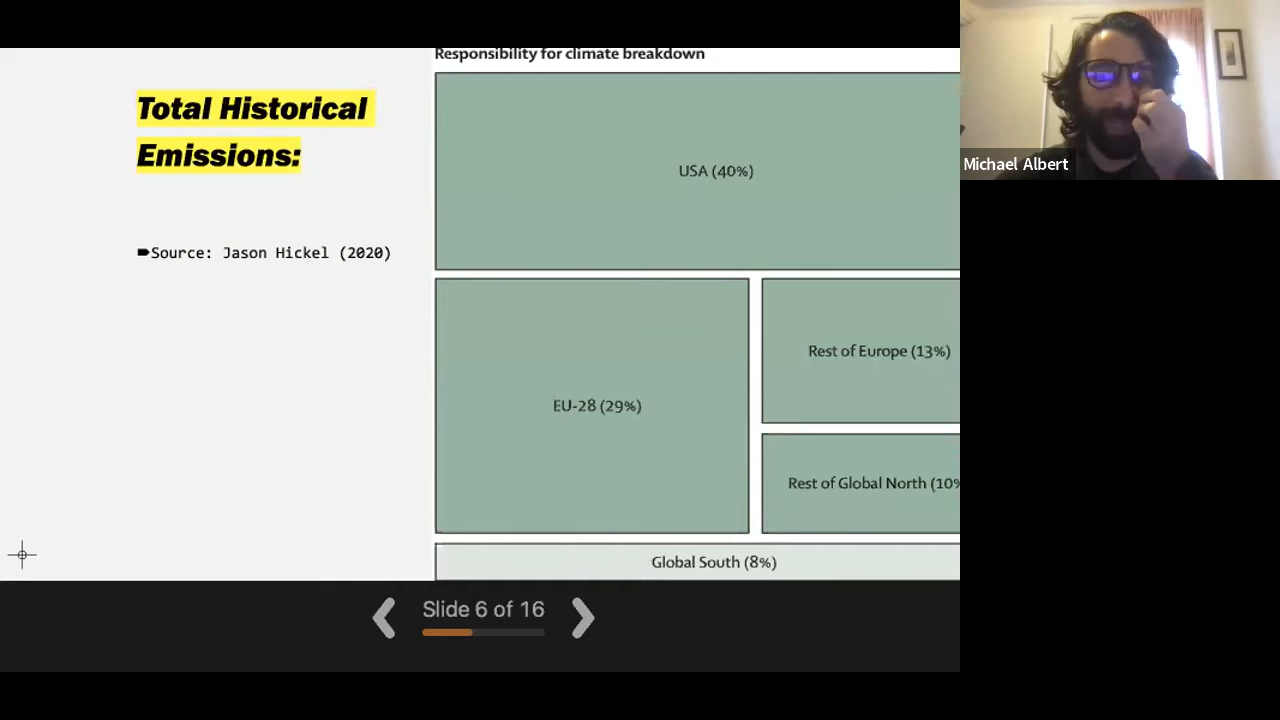 Responsibility for climate breakdown
Total Historical
Emissions:
Source: Jason Hickel (2020)
USA (40%)
EU-28 (29%)
Rest of Europe (13%)
Rest of Global North (10%
Global South (8%)
Slide 6 of 16
Michael Albert